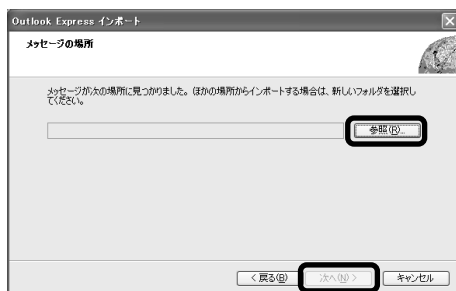 Outlook Express インポート
メッセージの場所
メッセージが次の場所に見つかりました。ほかの場所からインポートする場合は、新しいフォルダを選択し
てください。
参照(R)...
< 戻る(B)
次へ(N) >
キャンセル